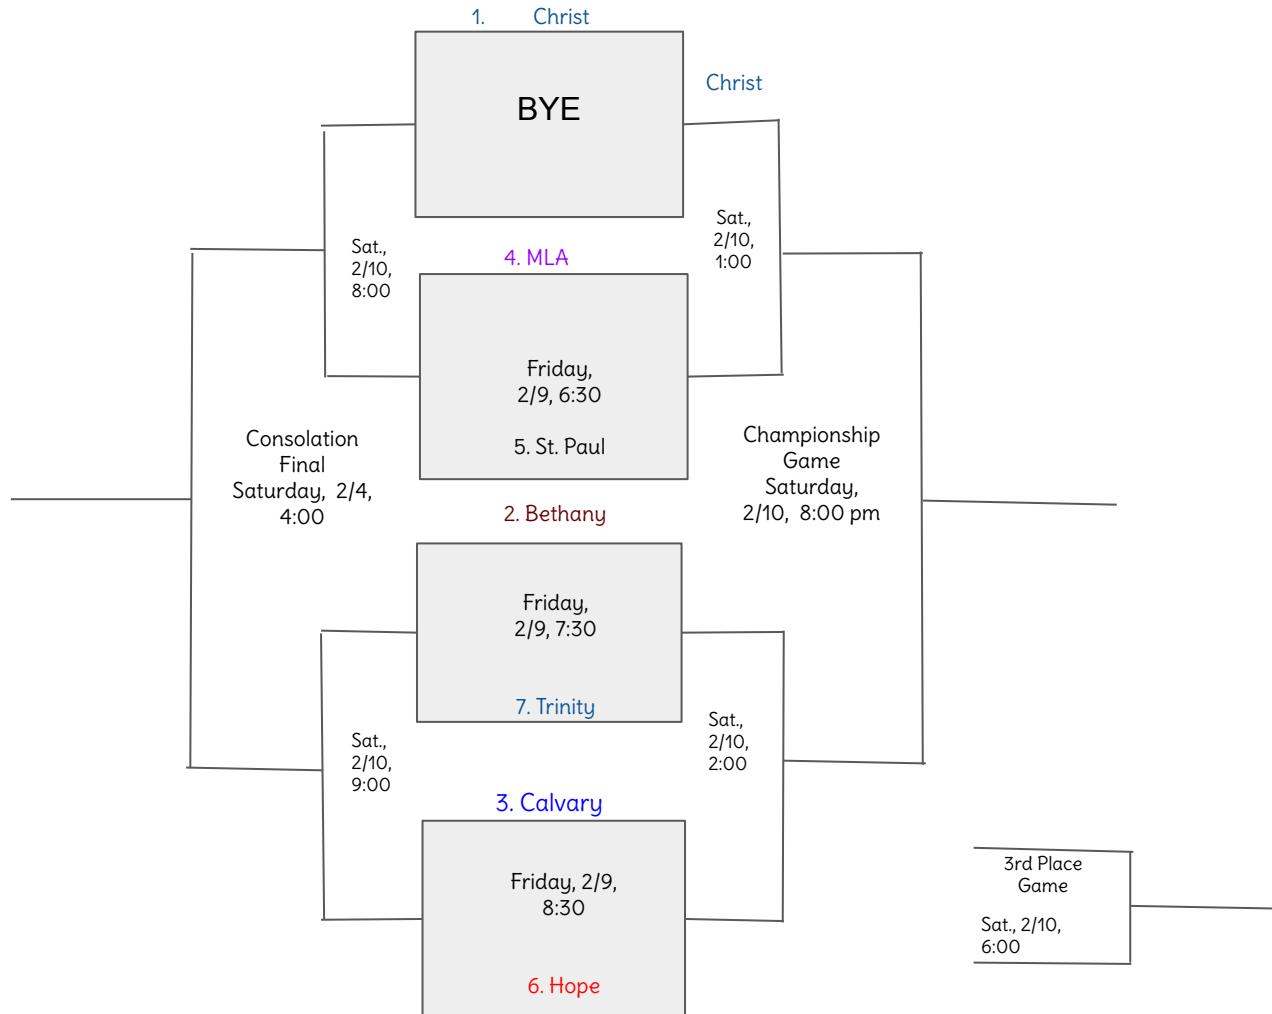 1. Christ
BYE
Christ
Sat.,
2/10,
8:00
Sat.,
2/10,
1:00
4. MLA
Friday,
2/9, 6:30
5. St. Paul
Consolation
Final
Saturday, 2/4,
4:00
Championship
Game
Saturday,
2/10, 8:00 pm
2. Bethany
Friday,
2/9, 7:30
7. Trinity
Sat.,
2/10,
9:00
Sat.,
2/10,
2:00
3. Calvary
Friday, 2/9,
8:30
6. Hope
3rd Place
Game
Sat., 2/10,
6:00